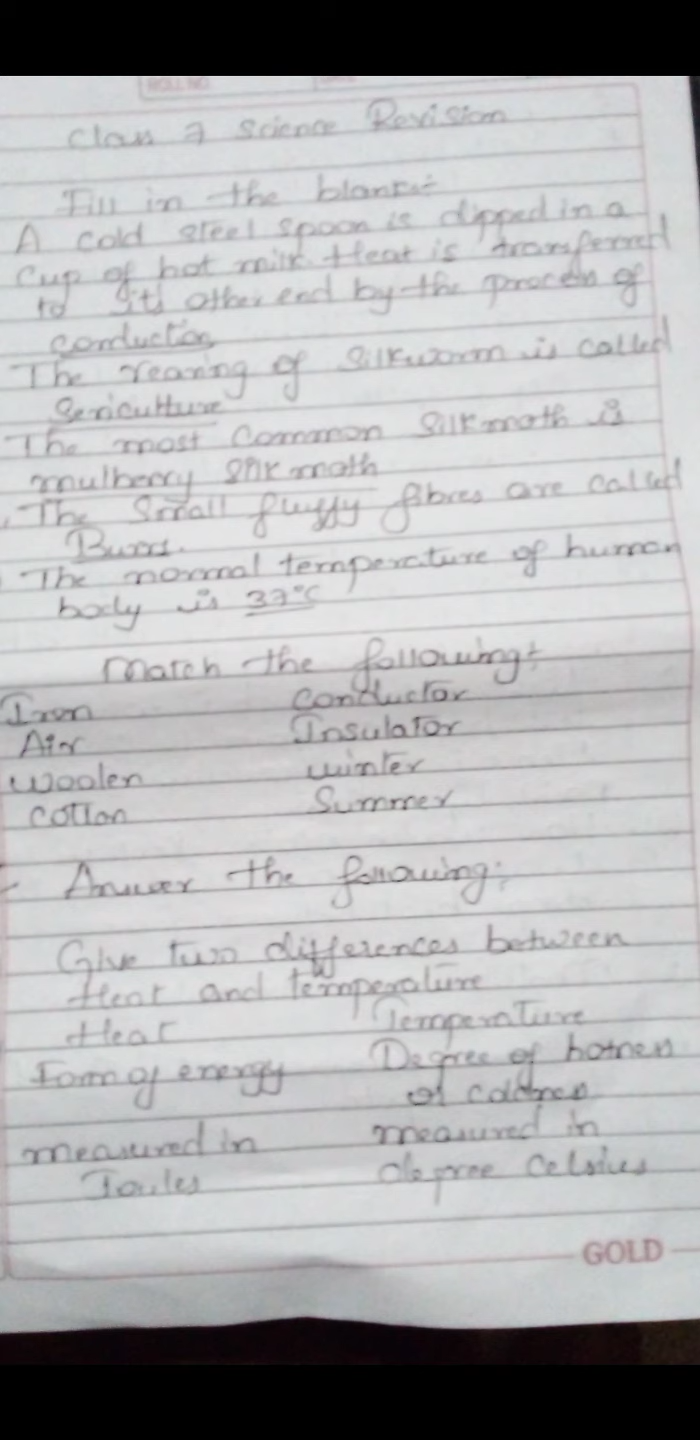 Class 7 Science Revision
Fill in the blanks:-
A cold steel spoon is dipped in a
cup of hot milk. Heat is transferred
to its other end by the process of
conduction
The rearing of silkworm is called
Sericulture
The most common silkmoth is
mulberry silk moth
The small fluffy fibres are called
Burrs.
The normal temperature of human
body is 37°C
Match the following:-
Iron conductor
Air Insulator
woolen winter
cotton Summer
Answer the following:
Give two differences between
Heat and temperature
Heat Temperature
Form of energy Degree of hotness
or coldness
measured in measured in
Joules degree Celsius
GOLD